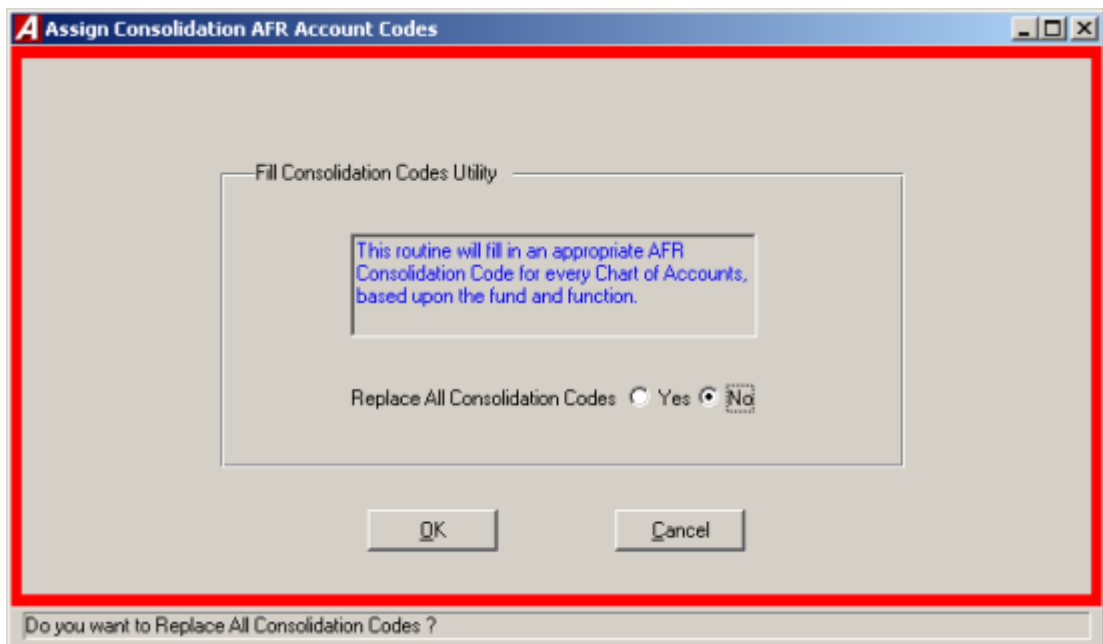 A Assign Consolidation AFR Account Codes
Fill Consolidation Codes Utility
This routine will fill in an appropriate AFR
Consolidation Code for every Chart of Accounts,
based upon the fund and function.
Replace All Consolidation Codes Yes No
OK Cancel
Do you want to Replace All Consolidation Codes ?